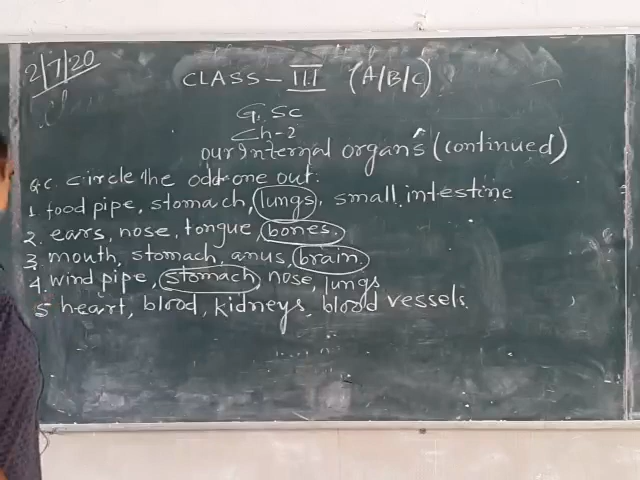 2/7/20
CLASS - III (A/B/C)
G. Sc
Ch-2
our Internal organs (continued)
Q.C. Circle the odd one out:
1. food pipe, stomach, lungs, small intestine
2. ears, nose, tongue, bones.
3. mouth, stomach, anus, brain
4. wind pipe, stomach, nose, lungs
5 heart, blood, kidneys, blood vessels